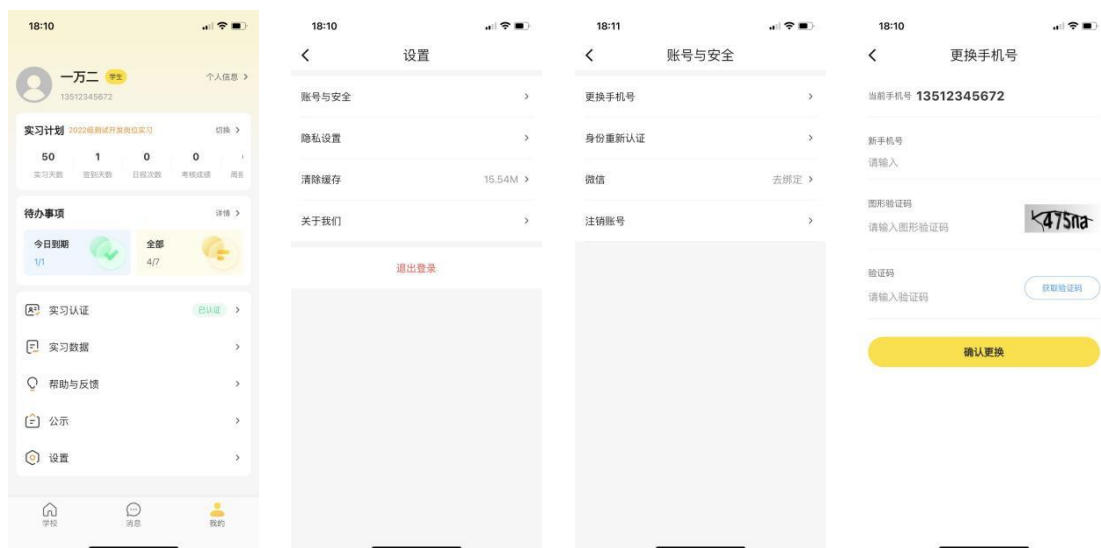 18:10
一万二 学生
个人信息
13512345672
实习计划 2022级测试开发岗位实习
切换
50 1 0 0
实习天数 签到天数 日报次数 考核成绩
待办事项
详情
今日到期
1/1
全部
4/7
实习认证
已认证
实习数据
帮助与反馈
公示
设置
学校 消息 我的
18:10
设置
账号与安全
隐私设置
清除缓存
15.54M
关于我们
退出登录
18:11
账号与安全
更换手机号
身份重新认证
微信
去绑定
注销账号
18:10
更换手机号
当前手机号 13512345672
新手机号
请输入
图形验证码
请输入图形验证码
475na
验证码
请输入验证码
获取验证码
确认更换